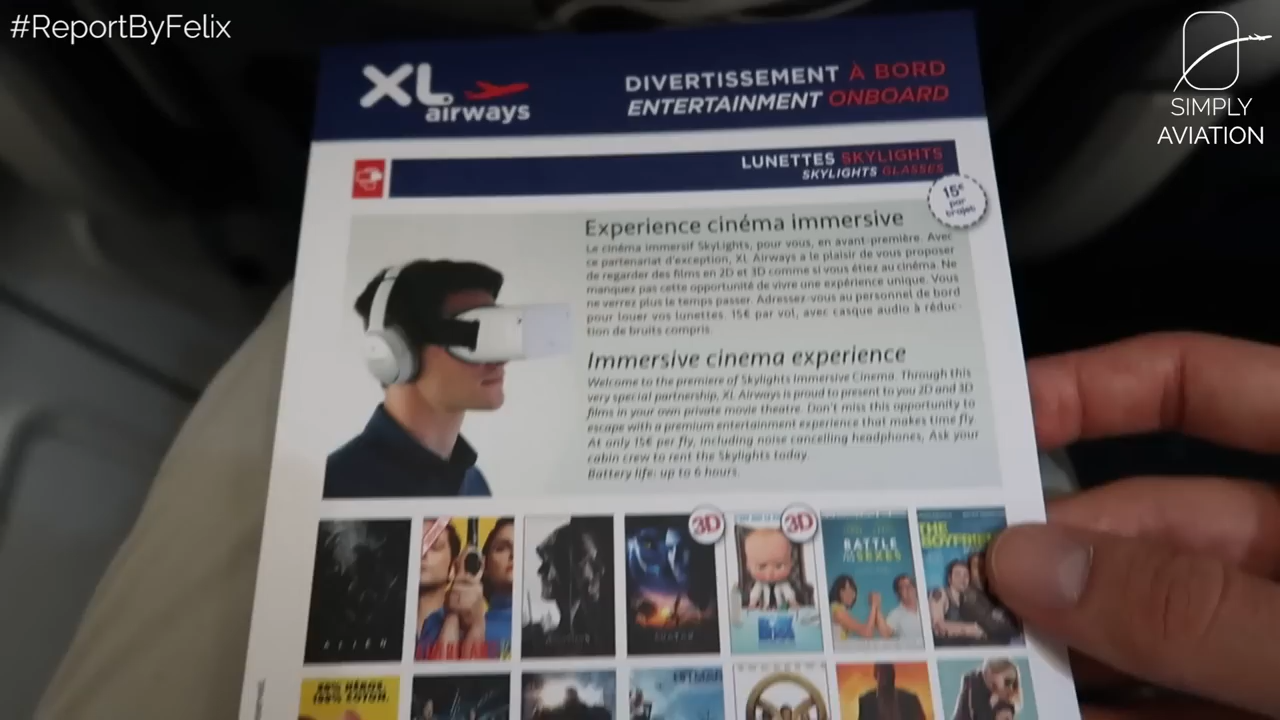 #ReportByFelix
SIMPLY
AVIATION
XL
airways
DIVERTISSEMENT À BORD
ENTERTAINMENT ONBOARD
LUNETTES SKYLIGHTS
SKYLIGHTS GLASSES
15€
par
trajet
Experience cinéma immersive
Le cinéma immersif SkyLights, pour vous, en avant-première. Avec
ce partenariat d'exception, XL Airways a le plaisir de vous proposer
de regarder des films en 2D et 3D comme si vous étiez au cinéma. Ne
manquez pas cette opportunité de vivre une expérience unique. Vous
ne verrez plus le temps passer. Adressez-vous au personnel de bord
pour louer vos lunettes. 15€ par vol, avec casque audio à réduc-
tion de bruits compris.
Immersive cinema experience
Welcome to the premiere of Skylights Immersive Cinema. Through this
very special partnership, XL Airways is proud to present to you 2D and 3D
films in your own private movie theatre. Don't miss this opportunity to
escape with a premium entertainment experience that makes time fly.
At only 15€ per fly, including noise cancelling headphones, Ask your
cabin crew to rent the Skylights today.
Battery life: up to 6 hours.
3D
3D
ALIEN
AVATAR
BATTLE
SEXES
THE
100% COTON.
HITMAN